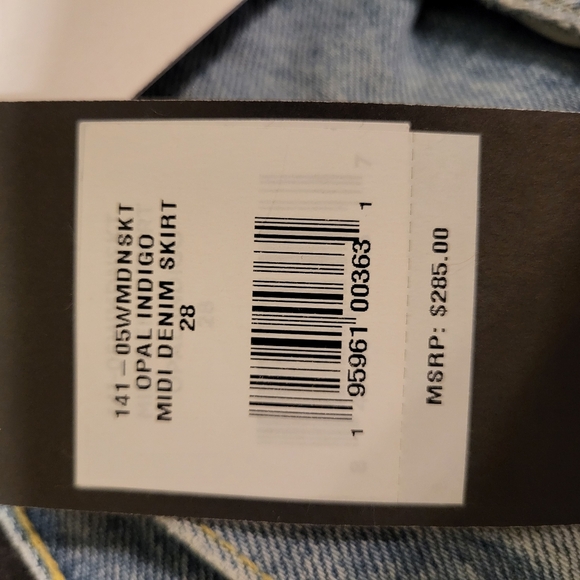 141-05WMDNSKT
OPAL INDIGO
MIDI DENIM SKIRT
28
1 95961 00363 1
MSRP: $285.00